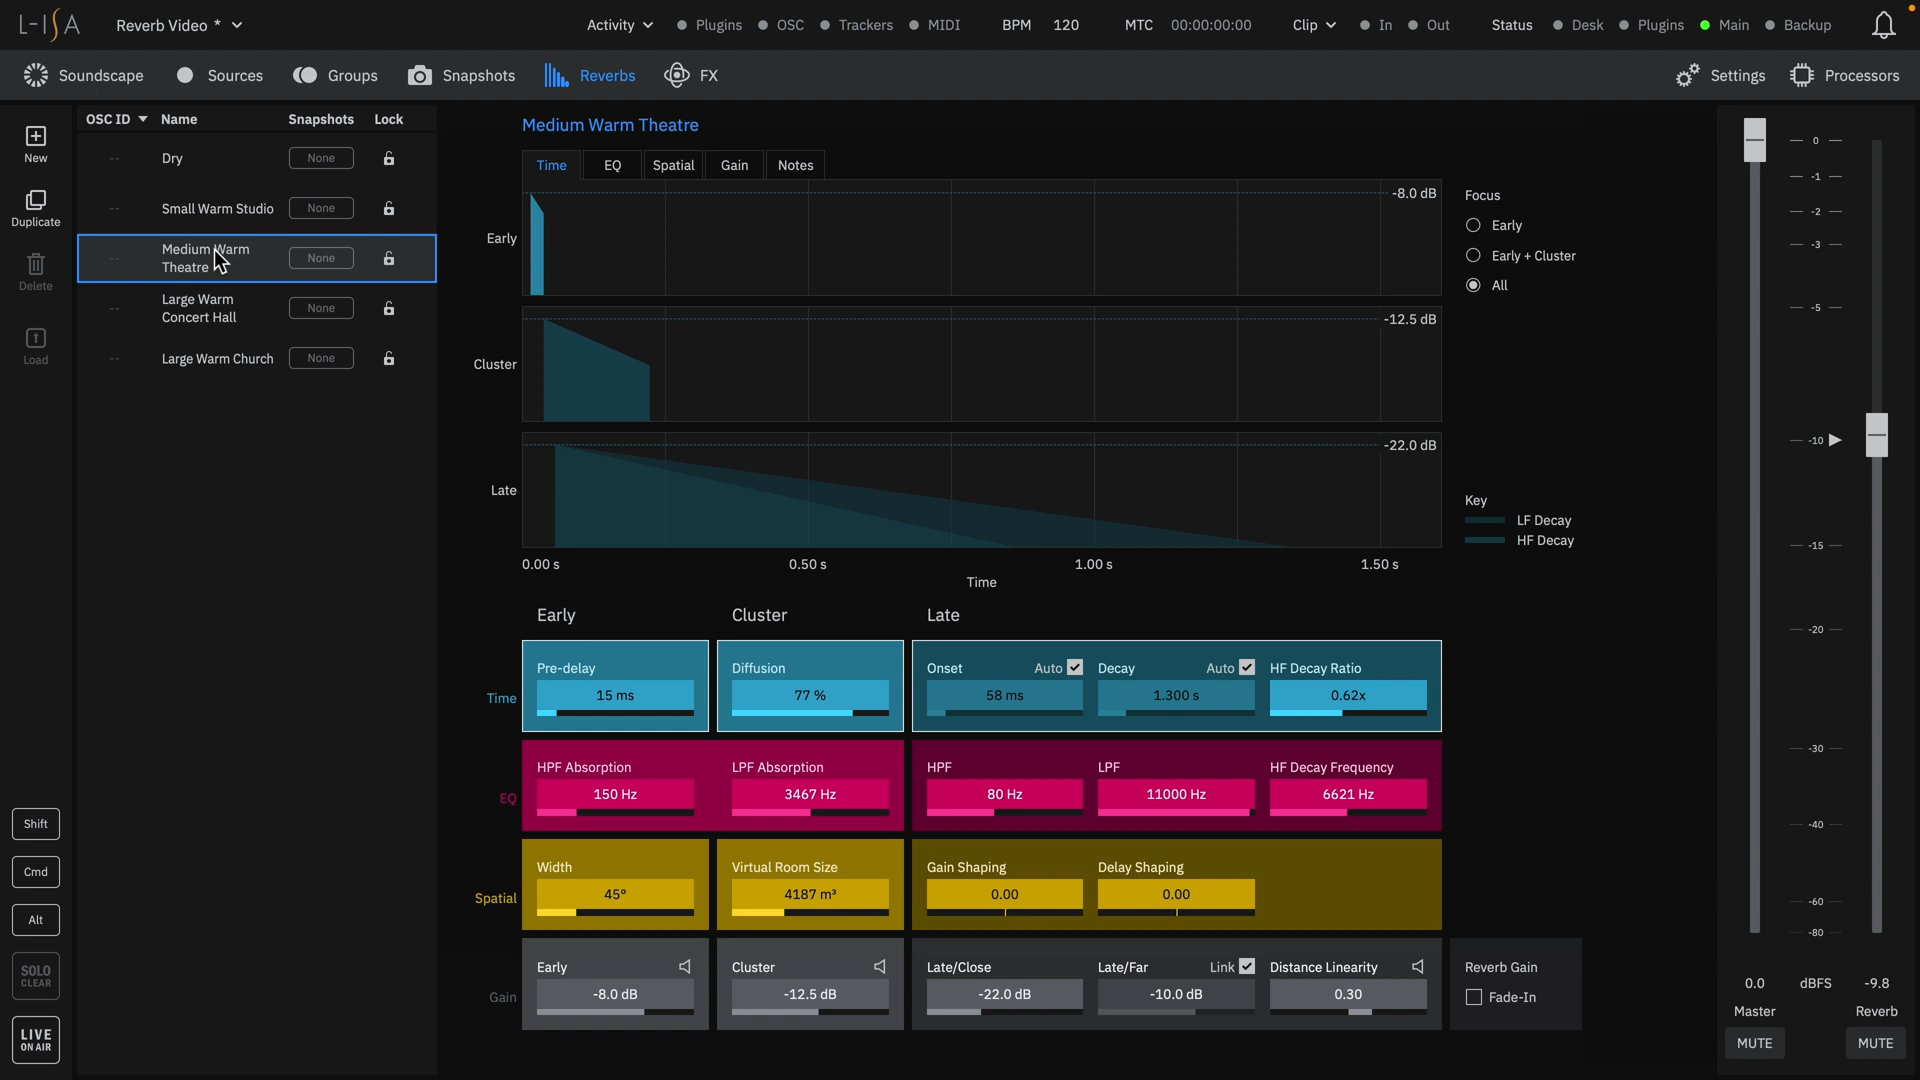 L-ISA
Reverb Video *
Activity
Plugins
OSC
Trackers
MIDI
BPM 120
MTC 00:00:00:00
Clip
In
Out
Status
Desk
Plugins
Main
Backup
Soundscape
Sources
Groups
Snapshots
Reverbs
FX
Settings
Processors
New
Duplicate
Delete
Load
Shift
Cmd
Alt
SOLO
CLEAR
LIVE
ON AIR
OSC ID Name Snapshots Lock
-- Dry None
-- Small Warm Studio None
-- Medium Warm
Theatre None
-- Large Warm
Concert Hall None
-- Large Warm Church None
Medium Warm Theatre
Time EQ Spatial Gain Notes
Early
-8.0 dB
Cluster
-12.5 dB
Late
-22.0 dB
0.00 s 0.50 s 1.00 s 1.50 s
Time
Focus
Early
Early + Cluster
All
Key
LF Decay
HF Decay
Early Cluster Late
Time
Pre-delay
15 ms
Diffusion
77 %
Onset Auto
58 ms
Decay Auto
1.300 s
HF Decay Ratio
0.62x
EQ
HPF Absorption
150 Hz
LPF Absorption
3467 Hz
HPF
80 Hz
LPF
11000 Hz
HF Decay Frequency
6621 Hz
Spatial
Width
45°
Virtual Room Size
4187 m³
Gain Shaping
0.00
Delay Shaping
0.00
Gain
Early
-8.0 dB
Cluster
-12.5 dB
Late/Close
-22.0 dB
Late/Far Link
-10.0 dB
Distance Linearity
0.30
Reverb Gain
Fade-In
0
-1
-2
-3
-5
-10
-15
-20
-30
-40
-60
-80
0.0 dBFS -9.8
Master Reverb
MUTE MUTE